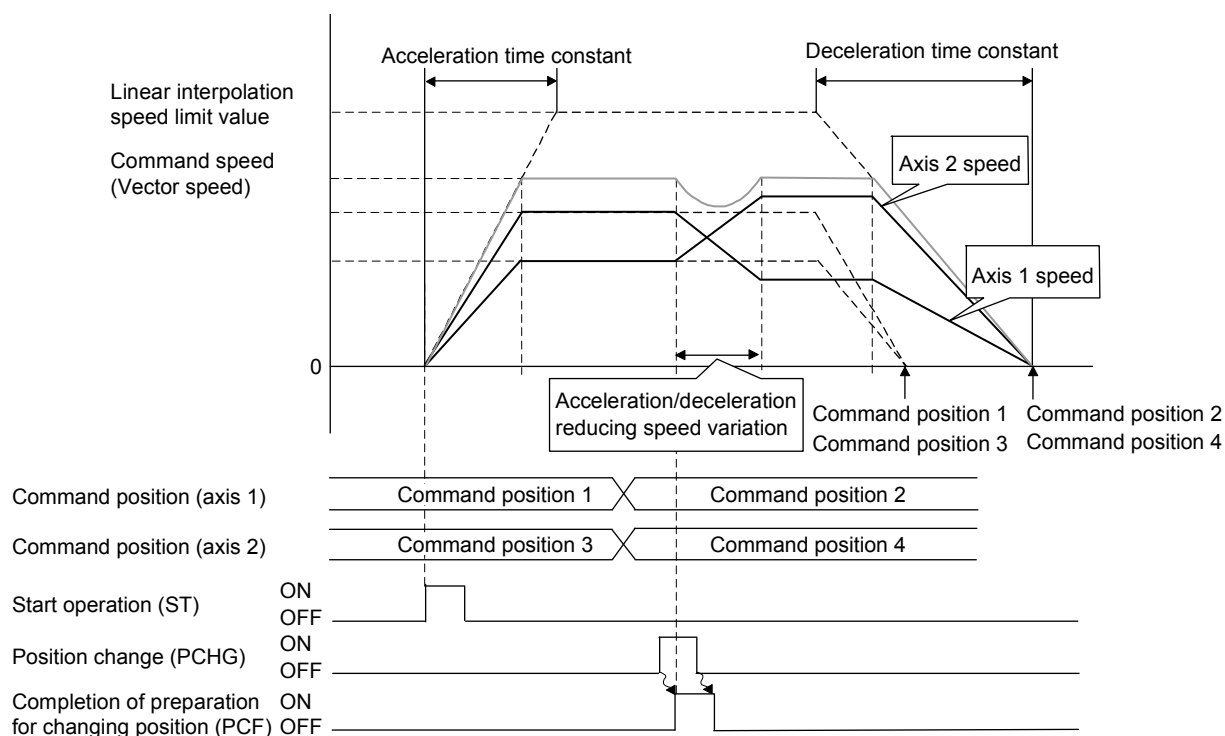 Acceleration time constant
Deceleration time constant
Linear interpolation
speed limit value
Command speed
(Vector speed)
Axis 2 speed
Axis 1 speed
0
Acceleration/deceleration
reducing speed variation
Command position 1
Command position 3
Command position 2
Command position 4
Command position (axis 1)
Command position 1
Command position 2
Command position (axis 2)
Command position 3
Command position 4
Start operation (ST)
ON
OFF
Position change (PCHG)
ON
OFF
Completion of preparation
for changing position (PCF)
ON
OFF